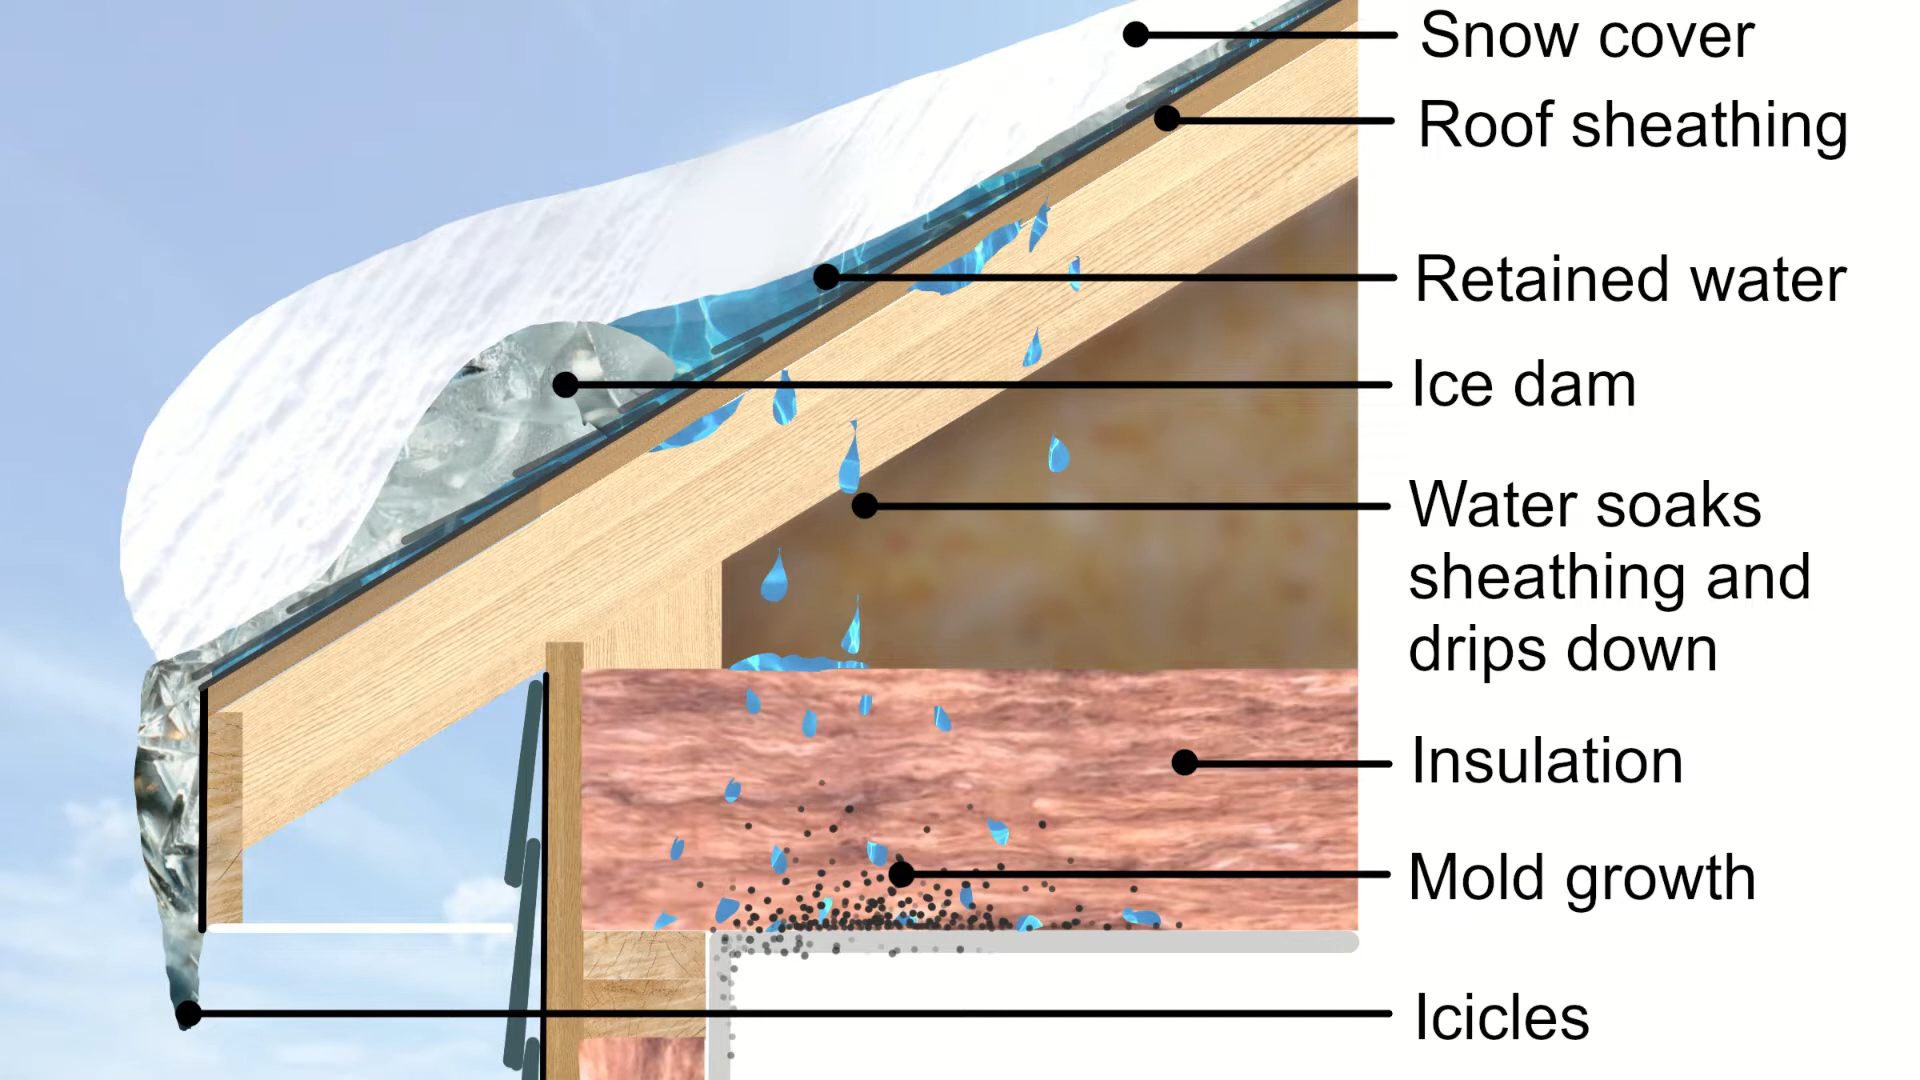 Snow cover
Roof sheathing
Retained water
Ice dam
Water soaks
sheathing and
drips down
Insulation
Mold growth
Icicles